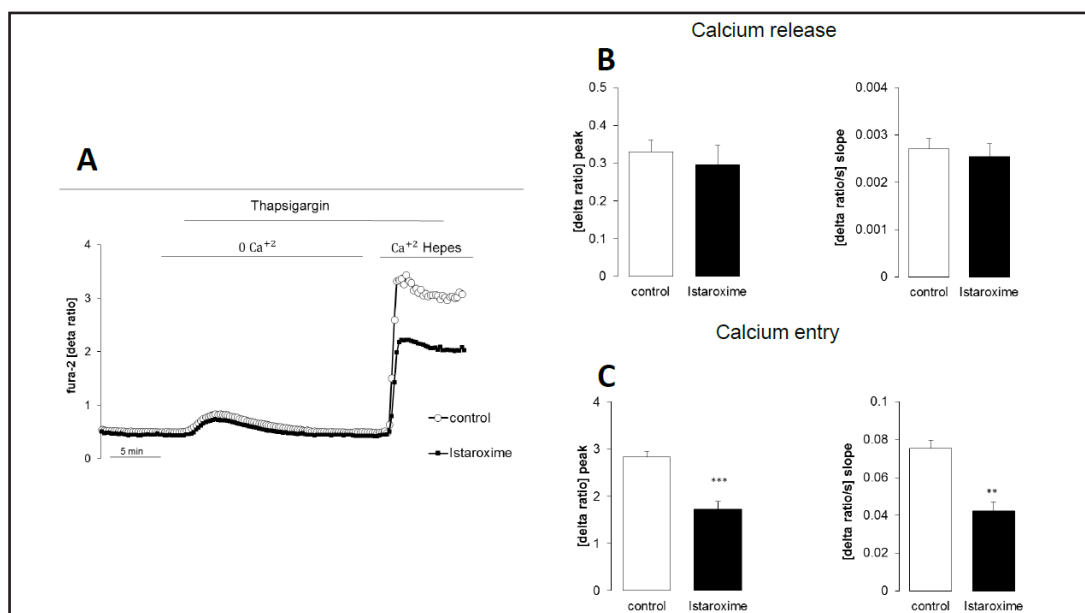 Calcium release
A
Thapsigargin
0 Ca+2
Ca+2 Hepes
4
3
2
1
0
fura-2 [deta ratio]
5 min
control
Istaroxime
B
0.5
0.4
0.3
0.2
0.1
0
[delta ratio] peak
control
Istaroxime
0.004
0.003
0.002
0.001
0
[delta ratio/s] slope
control
Istaroxime
Calcium entry
C
4
3
2
1
0
[delta ratio] peak
***
control
Istaroxime
0.1
0.08
0.06
0.04
0.02
0
[delta ratio/s] slope
**
control
Istaroxime